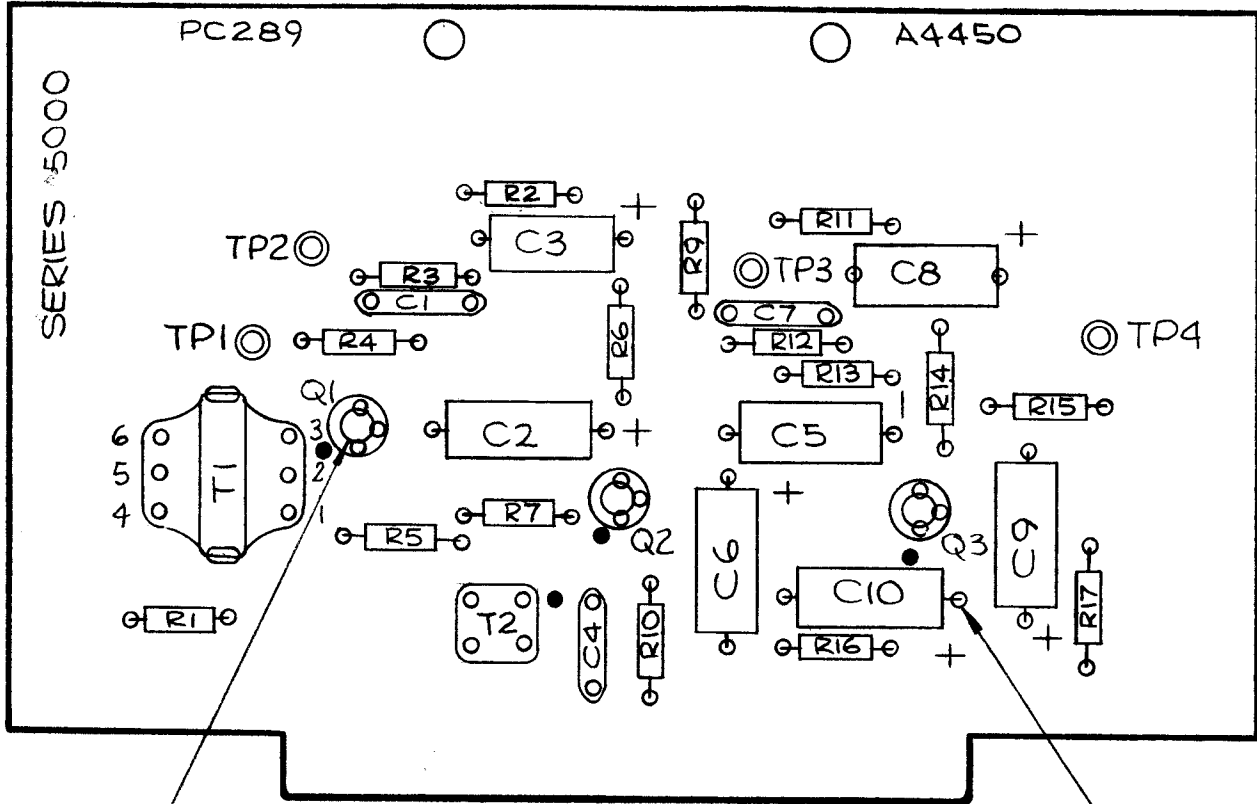 PC289
A4450
SERIES 5000
R2
C3
+
R9
R11
+
TP2
R3
C1
TP3
C8
C7
TP1
R4
R6
R12
R13
R14
TP4
Q1
R15
6
5
4
T1
3
2
1
C2
+
C5
R7
Q2
R5
C6
+
Q3
C9
+
R1
T2
C4
R10
C10
+
R16
R17